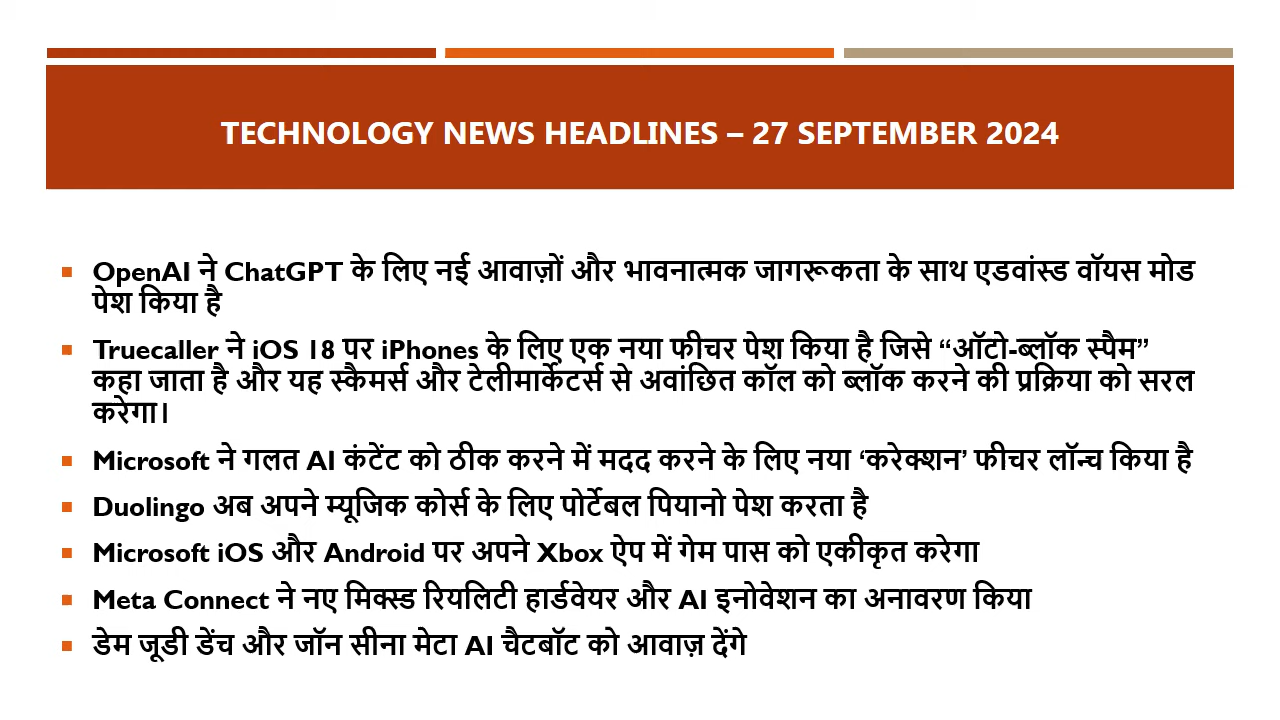 TECHNOLOGY NEWS HEADLINES – 27 SEPTEMBER 2024
▪ OpenAI ने ChatGPT के लिए नई आवाज़ों और भावनात्मक जागरूकता के साथ एडवांस्ड वॉयस मोड
पेश किया है
▪ Truecaller ने iOS 18 पर iPhones के लिए एक नया फीचर पेश किया है जिसे “ऑटो-ब्लॉक स्पैम”
कहा जाता है और यह स्कैमर्स और टेलीमार्केटर्स से अवांछित कॉल को ब्लॉक करने की प्रक्रिया को सरल
करेगा।
▪ Microsoft ने गलत AI कंटेंट को ठीक करने में मदद करने के लिए नया ‘करेक्शन’ फीचर लॉन्च किया है
▪ Duolingo अब अपने म्यूजिक कोर्स के लिए पोर्टेबल पियानो पेश करता है
▪ Microsoft iOS और Android पर अपने Xbox ऐप में गेम पास को एकीकृत करेगा
▪ Meta Connect ने नए मिक्स्ड रियलिटी हार्डवेयर और AI इनोवेशन का अनावरण किया
▪ डेम जूडी डेंच और जॉन सीना मेटा AI चैटबॉट को आवाज़ देंगे